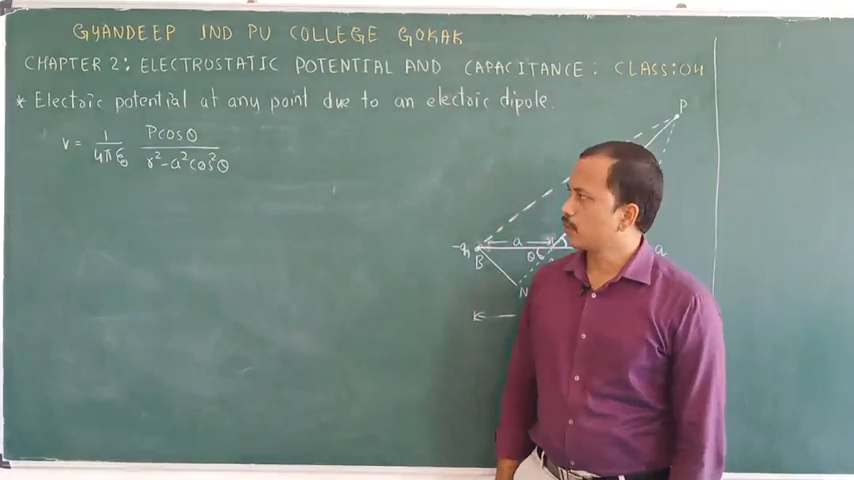 GYANDEEP IND PU COLLEGE GOKAK
CHAPTER 2: ELECTROSTATIC POTENTIAL AND CAPACITANCE: CLASS:04
* Electric potential at any point due to an electric dipole.
V = 1/4πε₀ Pcosθ/r²-a²cos²θ
P
-q
a
B
θ
N
a